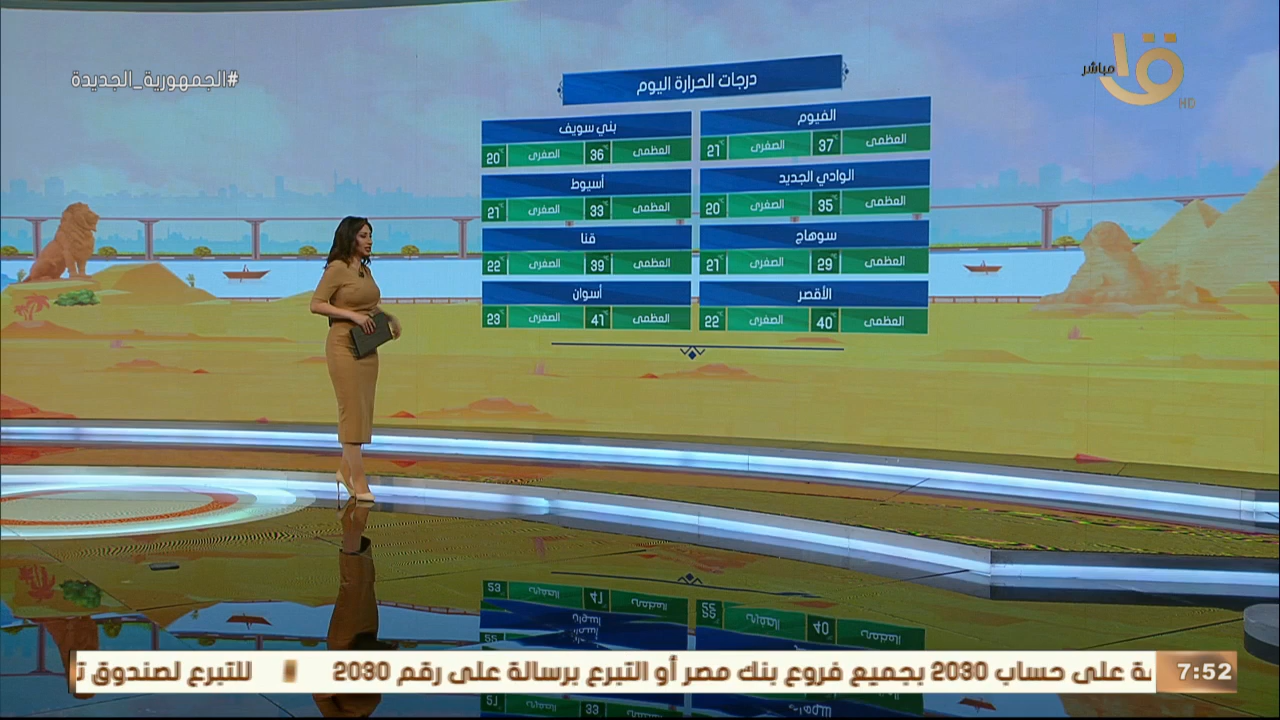 #الجمهورية_الجديدة
مباشر
HD
درجات الحرارة اليوم
الفيوم
العظمى 37 الصغرى 21
بني سويف
العظمى 36 الصغرى 20
الوادي الجديد
العظمى 35 الصغرى 20
أسيوط
العظمى 33 الصغرى 21
سوهاج
العظمى 29 الصغرى 21
قنا
العظمى 39 الصغرى 22
الأقصر
العظمى 40 الصغرى 22
أسوان
العظمى 41 الصغرى 23
على حساب 2030 بجميع فروع بنك مصر أو التبرع برسالة على رقم 2030 للتبرع لصندوق
7:52